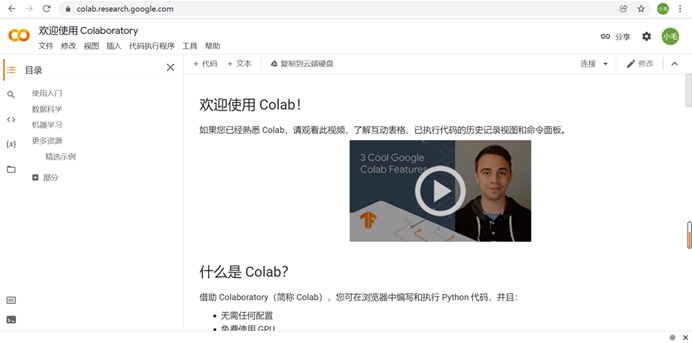 colab.research.google.com
小毛
欢迎使用 Colaboratory
文件 修改 视图 插入 代码执行程序 工具 帮助
分享
小毛
目录
+ 代码 + 文本 复制到云端硬盘
连接
修改
使用入门
数据科学
机器学习
更多资源
精选示例
部分
{x}
欢迎使用 Colab!
如果您已经熟悉 Colab,请观看此视频,了解互动表格、已执行代码的历史记录视图和命令面板。
3 Cool Google
Colab Features
什么是 Colab?
借助 Colaboratory(简称 Colab),您可在浏览器中编写和执行 Python 代码,并且:
• 无需任何配置
• 免费使用 GPU